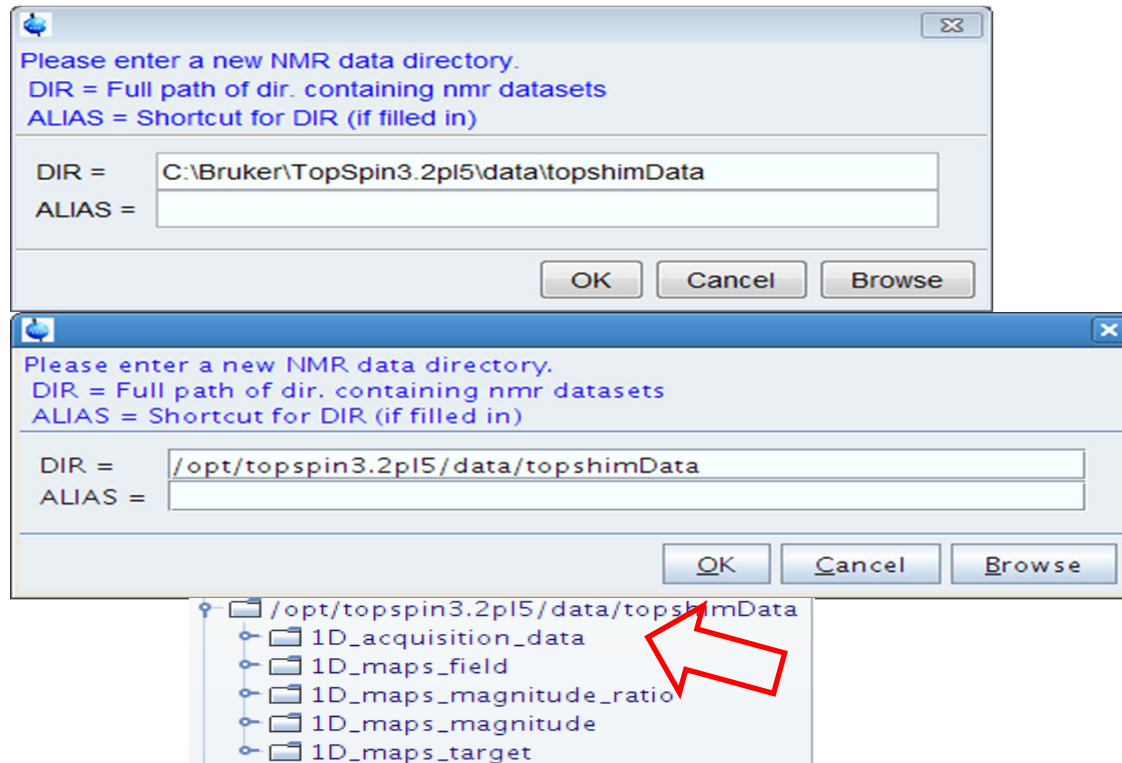 Please enter a new NMR data directory.
DIR = Full path of dir. containing nmr datasets
ALIAS = Shortcut for DIR (if filled in)
DIR = C:\Bruker\TopSpin3.2pl5\data\topshimData
ALIAS =
OK Cancel Browse
Please enter a new NMR data directory.
DIR = Full path of dir. containing nmr datasets
ALIAS = Shortcut for DIR (if filled in)
DIR = /opt/topspin3.2pl5/data/topshimData
ALIAS =
OK Cancel Browse
/opt/topspin3.2pl5/data/topshimData
1D_acquisition_data
1D_maps_field
1D_maps_magnitude_ratio
1D_maps_magnitude
1D_maps_target